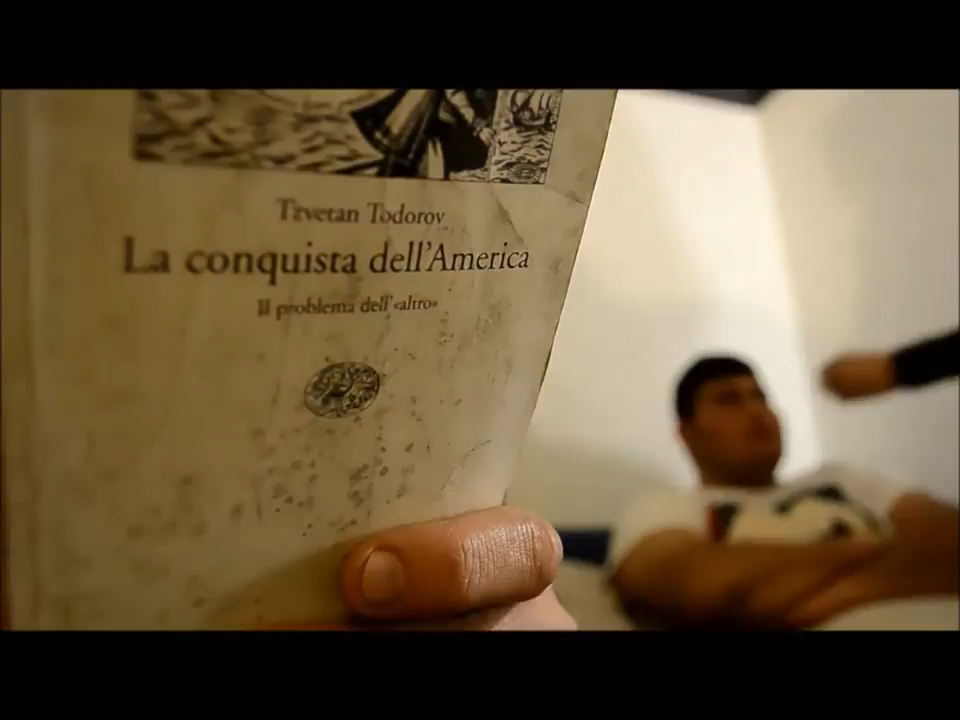 Tzvetan Todorov
La conquista dell'America
Il problema dell'«altro»